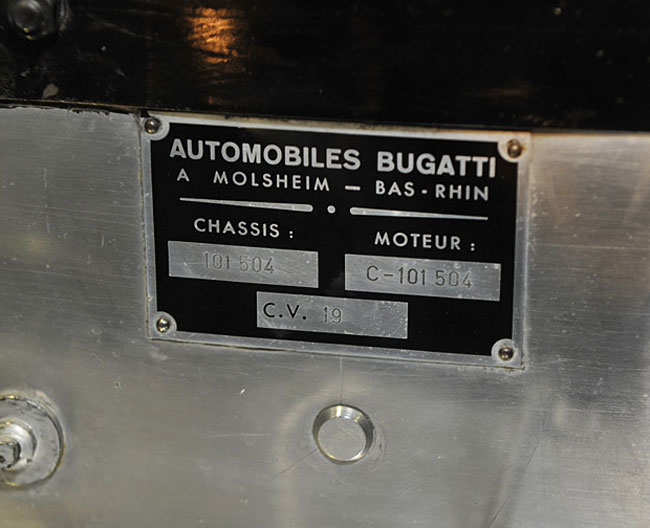 AUTOMOBILES BUGATTI
A MOLSHEIM – BAS-RHIN
CHASSIS : MOTEUR :
101 504 C-101 504
C.V. 19